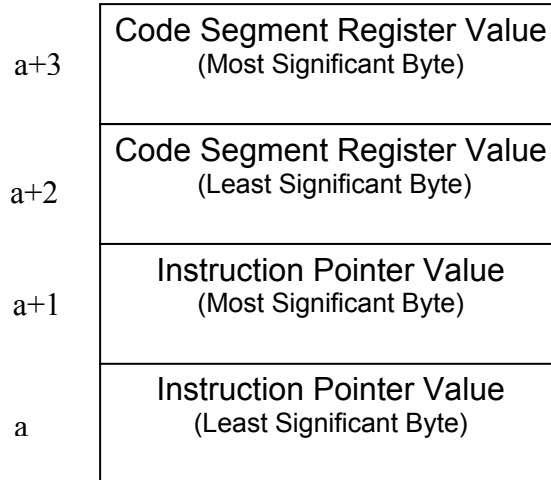 Code Segment Register Value
a+3
(Most Significant Byte)
Code Segment Register Value
a+2
(Least Significant Byte)
Instruction Pointer Value
a+1
(Most Significant Byte)
Instruction Pointer Value
a
(Least Significant Byte)